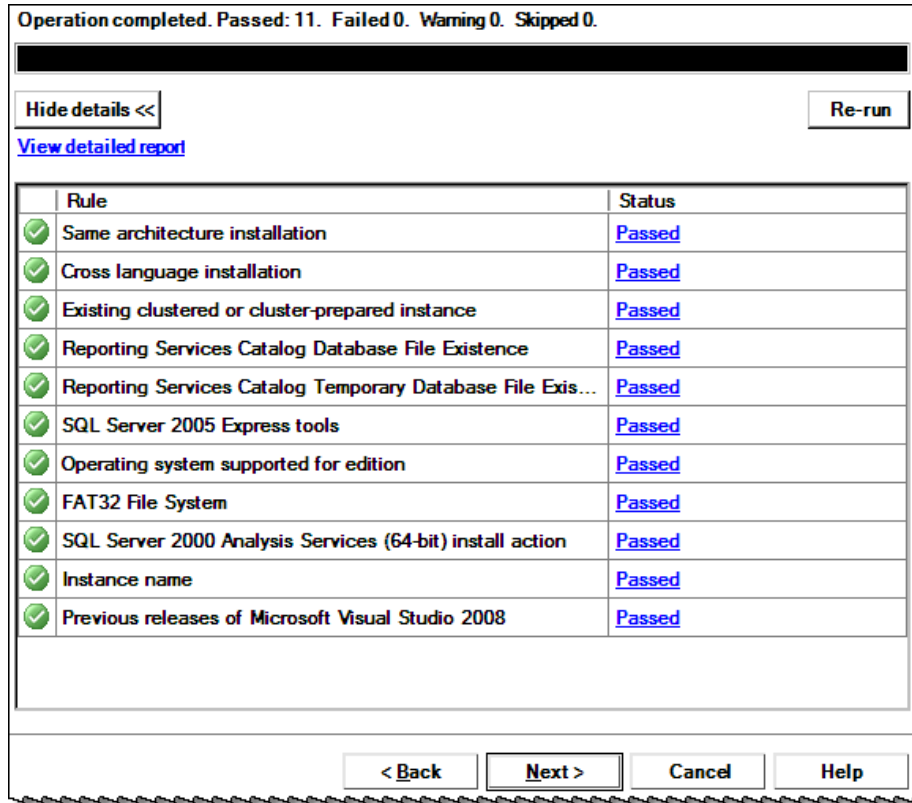 Operation completed. Passed: 11. Failed 0. Warning 0. Skipped 0.
Hide details <<
Re-run
View detailed report
Rule Status
Same architecture installation Passed
Cross language installation Passed
Existing clustered or cluster-prepared instance Passed
Reporting Services Catalog Database File Existence Passed
Reporting Services Catalog Temporary Database File Exis... Passed
SQL Server 2005 Express tools Passed
Operating system supported for edition Passed
FAT32 File System Passed
SQL Server 2000 Analysis Services (64-bit) install action Passed
Instance name Passed
Previous releases of Microsoft Visual Studio 2008 Passed
< Back Next > Cancel Help